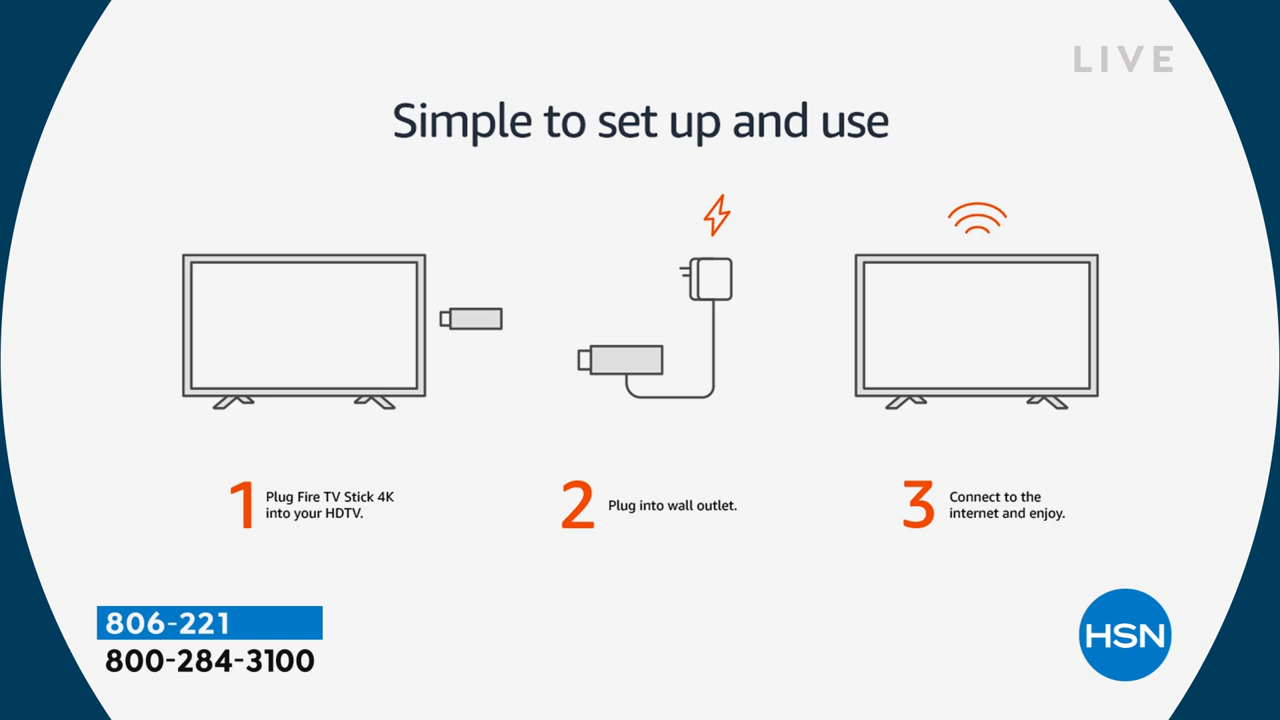 LIVE
Simple to set up and use
1 Plug Fire TV Stick 4K
into your HDTV.
2 Plug into wall outlet.
3 Connect to the
internet and enjoy.
806-221
800-284-3100
HSN